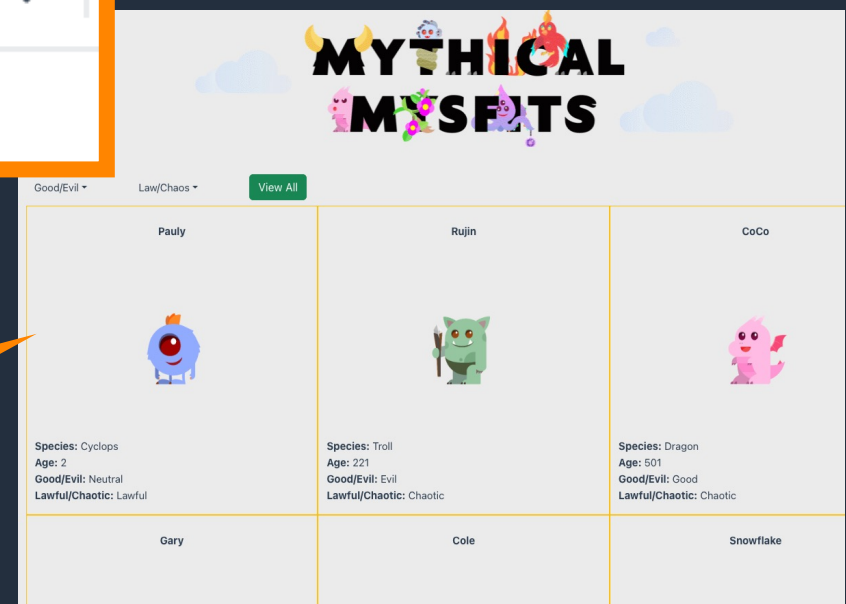 MYTHICAL
MYSFITS
Good/Evil Law/Chaos View All
Pauly Rujin CoCo
Species: Cyclops Species: Troll Species: Dragon
Age: 2 Age: 221 Age: 501
Good/Evil: Neutral Good/Evil: Evil Good/Evil: Good
Lawful/Chaotic: Lawful Lawful/Chaotic: Chaotic Lawful/Chaotic: Chaotic
Gary Cole Snowflake